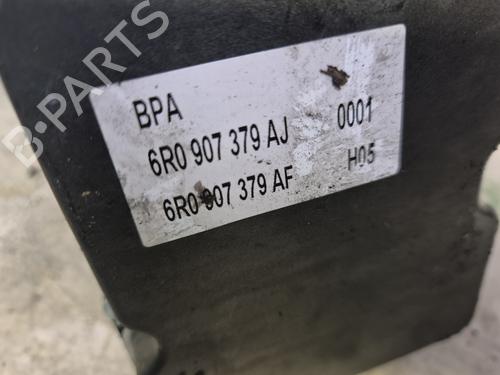 B-PARTS
BPA
6R0 907 379 AJ 0001
6R0 907 379 AF H05